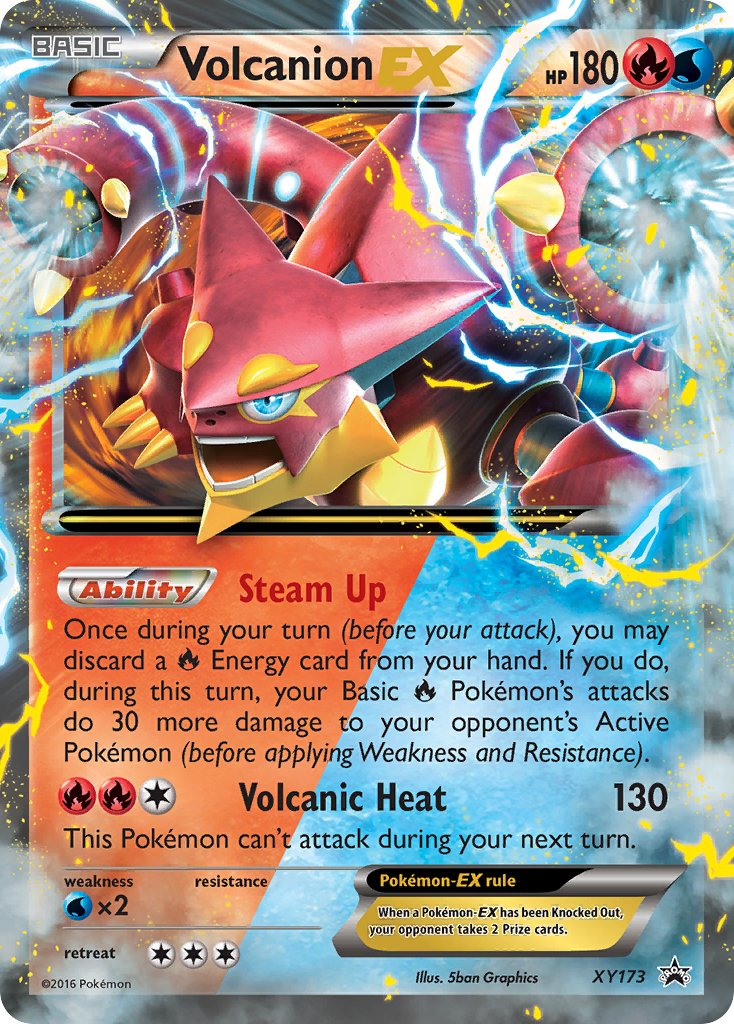 BASIC
Volcanion EX
HP180
Ability
Steam Up
Once during your turn (before your attack), you may
discard a Energy card from your hand. If you do,
during this turn, your Basic Pokémon's attacks
do 30 more damage to your opponent's Active
Pokémon (before applying Weakness and Resistance).
Volcanic Heat 130
This Pokémon can't attack during your next turn.
weakness resistance
×2
Pokémon-EX rule
When a Pokémon-EX has been Knocked Out,
your opponent takes 2 Prize cards.
retreat
©2016 Pokémon
Illus. 5ban Graphics
XY173
PROMO